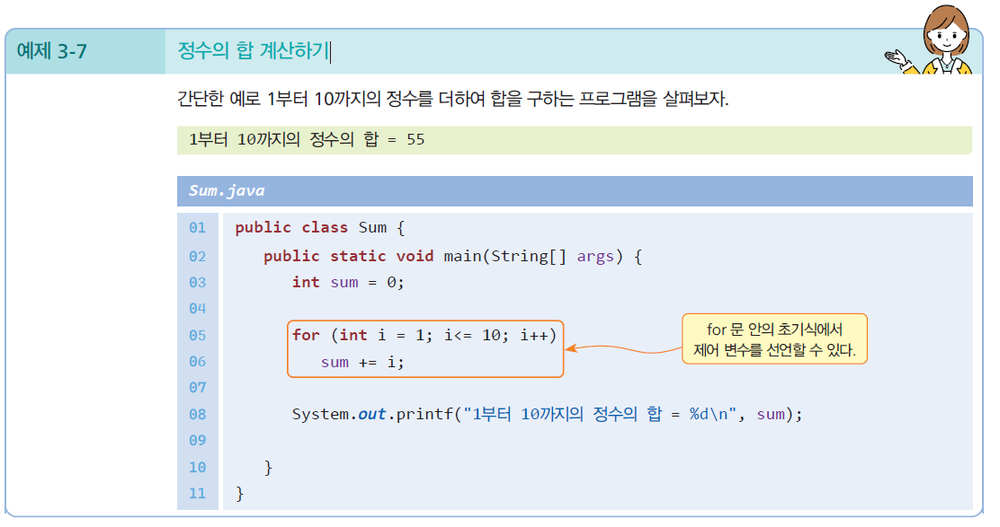 예제 3-7
정수의 합 계산하기
간단한 예로 1부터 10까지의 정수를 더하여 합을 구하는 프로그램을 살펴보자.
1부터 10까지의 정수의 합 = 55
Sum.java
01 public class Sum {
02 public static void main(String[] args) {
03 int sum = 0;
04
05 for (int i = 1; i<= 10; i++)
06 sum += i;
for 문 안의 초기식에서
제어 변수를 선언할 수 있다.
07
08 System.out.printf("1부터 10까지의 정수의 합 = %d\n", sum);
09
10 }
11 }